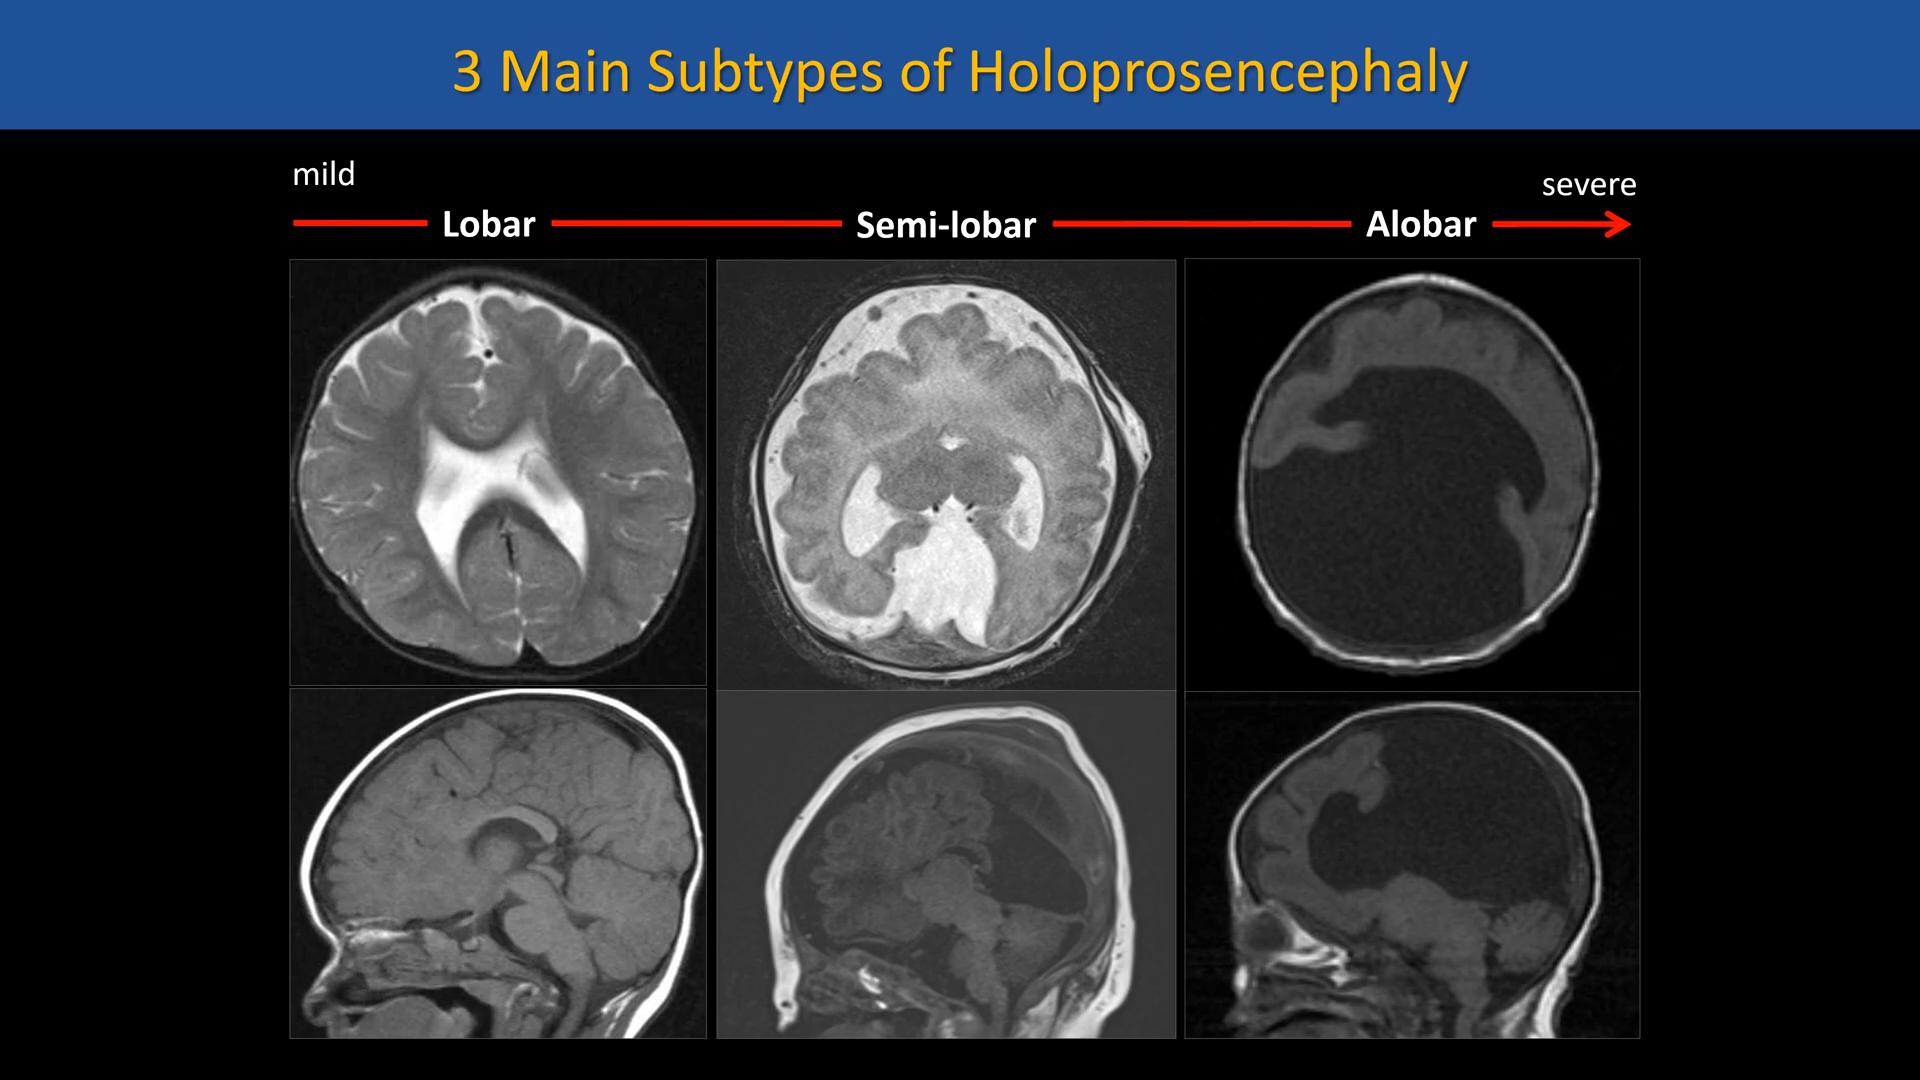 3 Main Subtypes of Holoprosencephaly
mild
severe
Lobar
Semi-lobar
Alobar